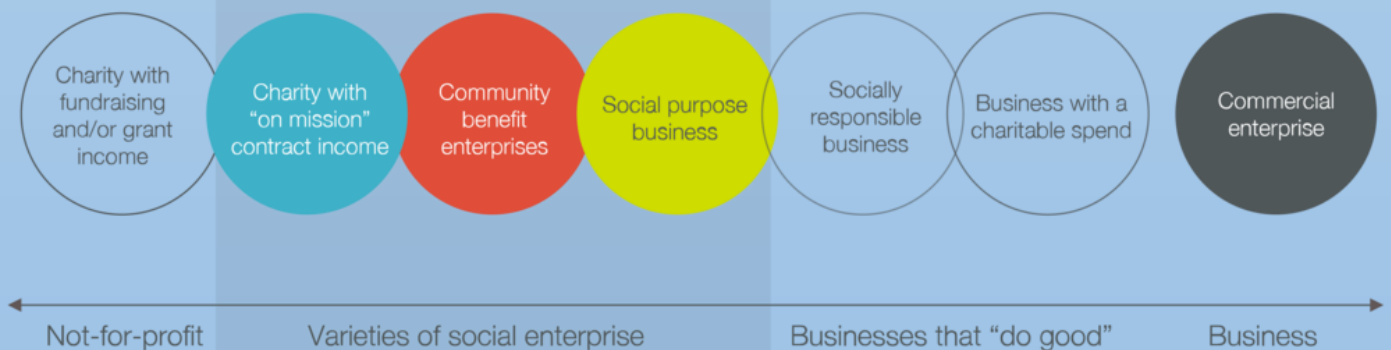 Charity with
fundraising
and/or grant
income
Charity with
“on mission”
contract income
Community
benefit
enterprises
Social purpose
business
Socially
responsible
business
Business with a
charitable spend
Commercial
enterprise
Not-for-profit
Varieties of social enterprise
Businesses that “do good”
Business